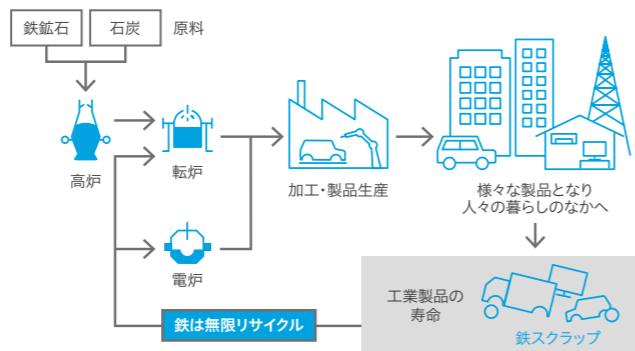 鉄鉱石
石炭
原料
高炉
転炉
電炉
加工・製品生産
様々な製品となり
人々の暮らしのなかへ
工業製品の
寿命
鉄スクラップ
鉄は無限リサイクル